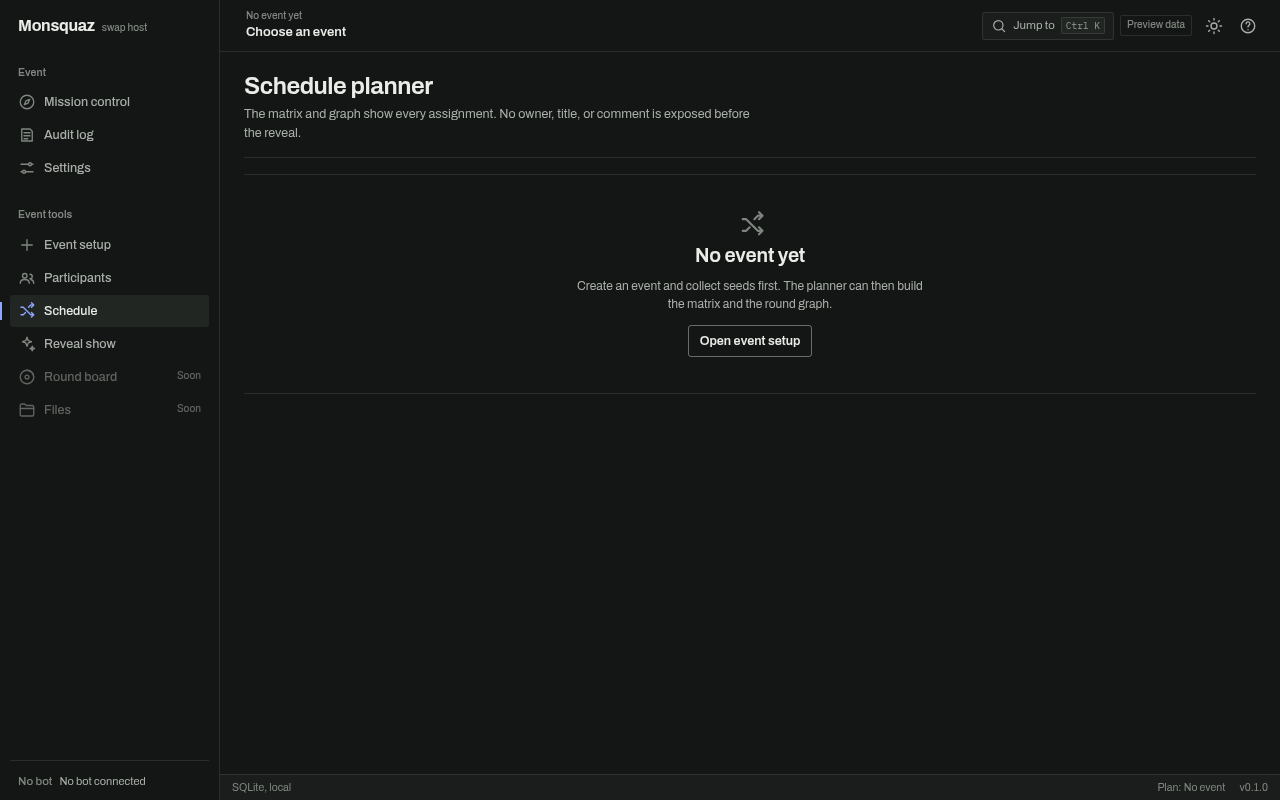 Monsquaz swap host
Event
Mission control
Audit log
Settings
Event tools
Event setup
Participants
Schedule
Reveal show
Round board Soon
Files Soon
No bot No bot connected
No event yet
Choose an event
Jump to Ctrl K
Preview data
Schedule planner
The matrix and graph show every assignment. No owner, title, or comment is exposed before
the reveal.
No event yet
Create an event and collect seeds first. The planner can then build
the matrix and the round graph.
Open event setup
SQLite, local
Plan: No event v0.1.0